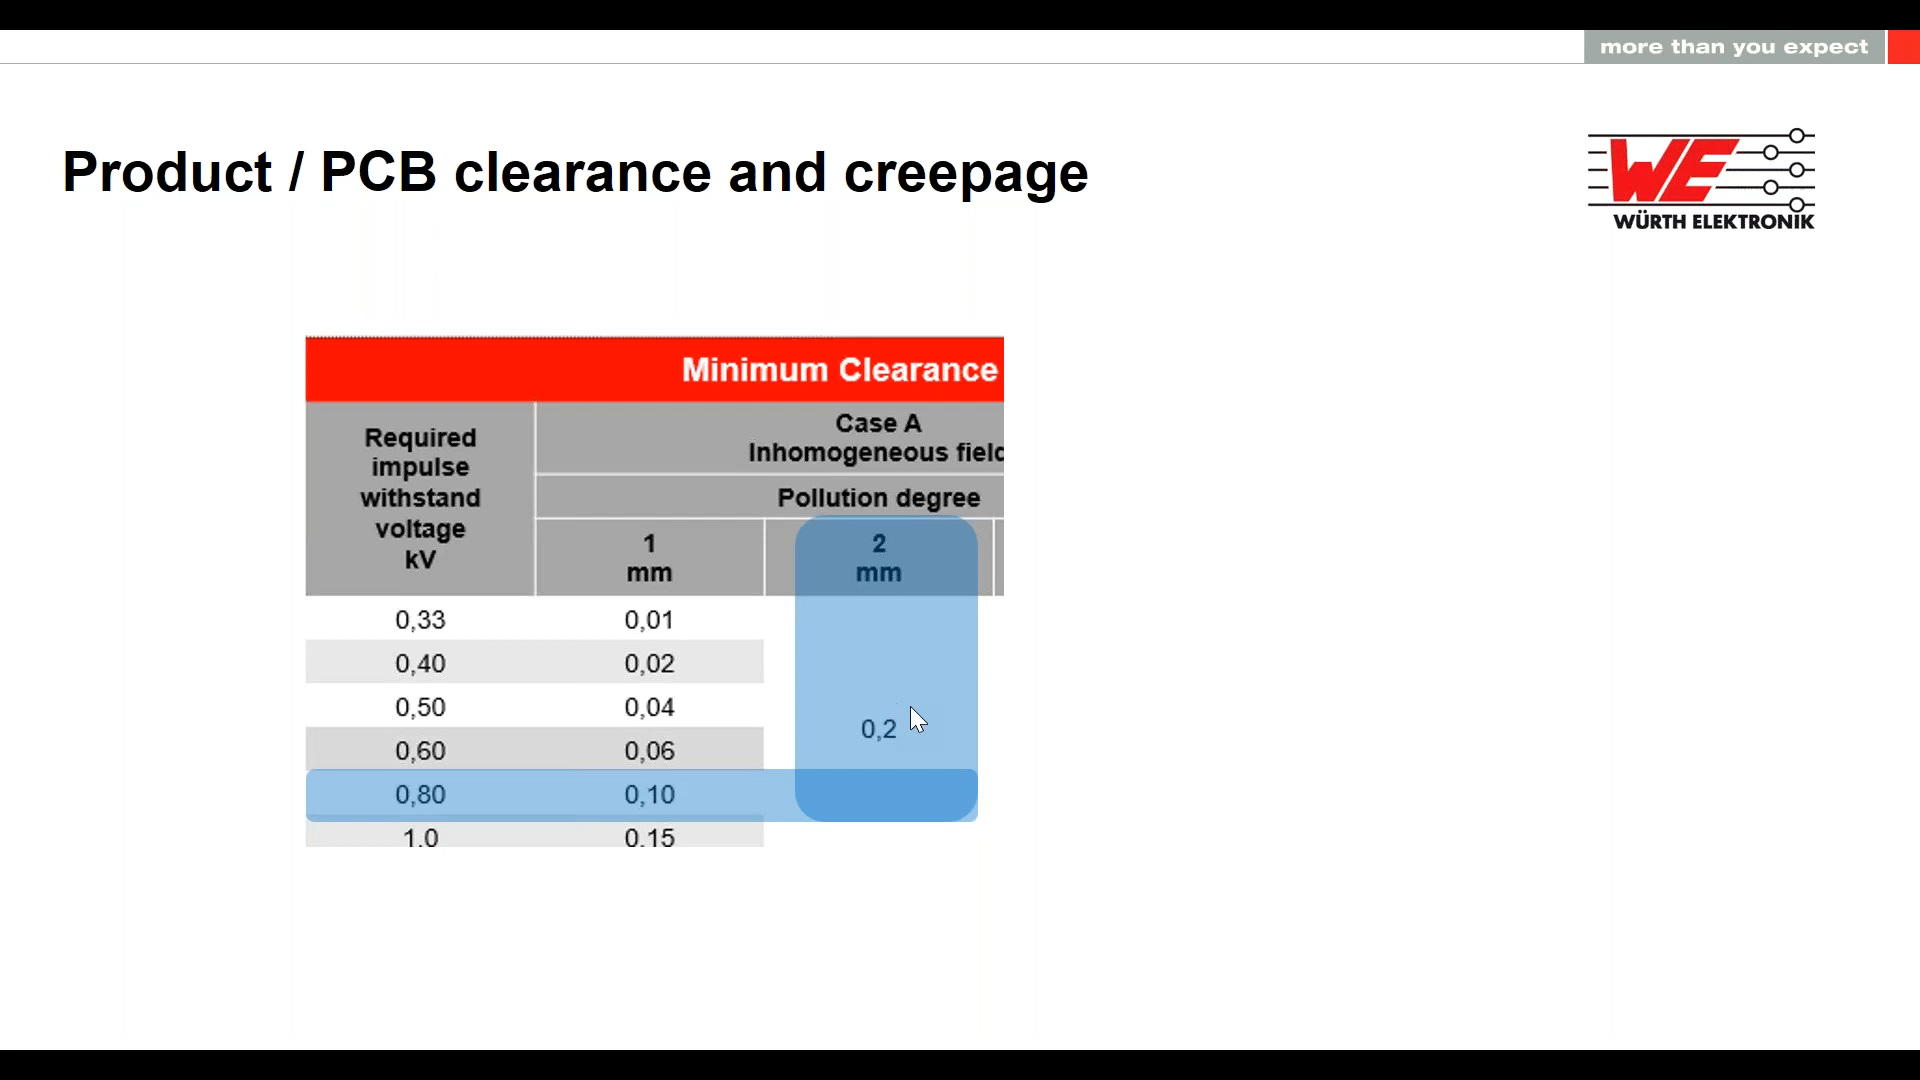 more than you expect
Product / PCB clearance and creepage
WE
WÜRTH ELEKTRONIK
Minimum Clearance
Case A
Inhomogeneous field
Pollution degree
Required
impulse
withstand
voltage
kV
1
mm
2
mm
0,33 0,01
0,40 0,02
0,50 0,04
0,2
0,60 0,06
0,80 0,10
1,0 0,15